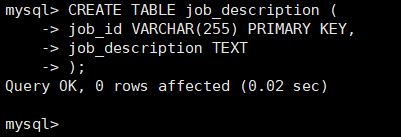 mysql> CREATE TABLE job_description (
    -> job_id VARCHAR(255) PRIMARY KEY,
    -> job_description TEXT
    -> );
Query OK, 0 rows affected (0.02 sec)
mysql>